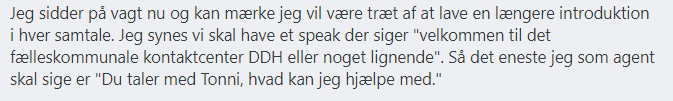 Jeg sidder på vagt nu og kan mærke jeg vil være træt af at lave en længere introduktion
i hver samtale. Jeg synes vi skal have et speak der siger "velkommen til det
fælleskommunale kontaktcenter DDH eller noget lignende". Så det eneste jeg som agent
skal sige er "Du taler med Tonni, hvad kan jeg hjælpe med."